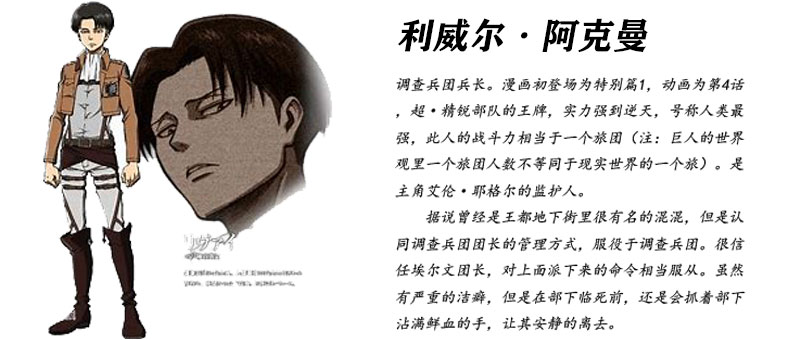 利威尔·阿克曼
调查兵团兵长。漫画初登场为特别篇1，动画为第4话
，超·精锐部队的王牌，实力强到逆天，号称人类最
强，此人的战斗力相当于一个旅团（注：巨人的世界
观里一个旅团人数不等同于现实世界的一个旅）。是
主角艾伦·耶格尔的监护人。
据说曾经是王都地下街里很有名的混混，但是认
同调查兵团团长的管理方式，服役于调查兵团。很信
任埃尔文团长，对上面派下来的命令相当服从。虽然
有严重的洁癖，但是在部下临死前，还是会抓着部下
沾满鲜血的手，让其安静的离去。